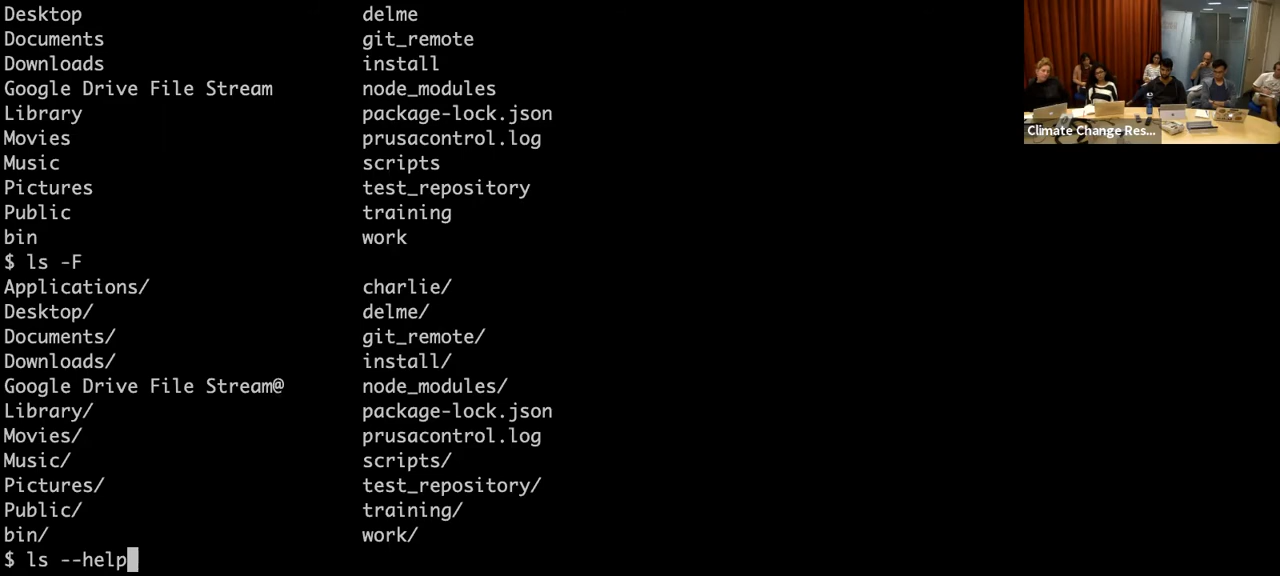 Desktop delme
Documents git_remote
Downloads install
Google Drive File Stream node_modules
Library package-lock.json
Movies prusacontrol.log
Music scripts
Pictures test_repository
Public training
bin work
$ ls -F
Applications/ charlie/
Desktop/ delme/
Documents/ git_remote/
Downloads/ install/
Google Drive File Stream@ node_modules/
Library/ package-lock.json
Movies/ prusacontrol.log
Music/ scripts/
Pictures/ test_repository/
Public/ training/
bin/ work/
$ ls --help
Climate Change Res...